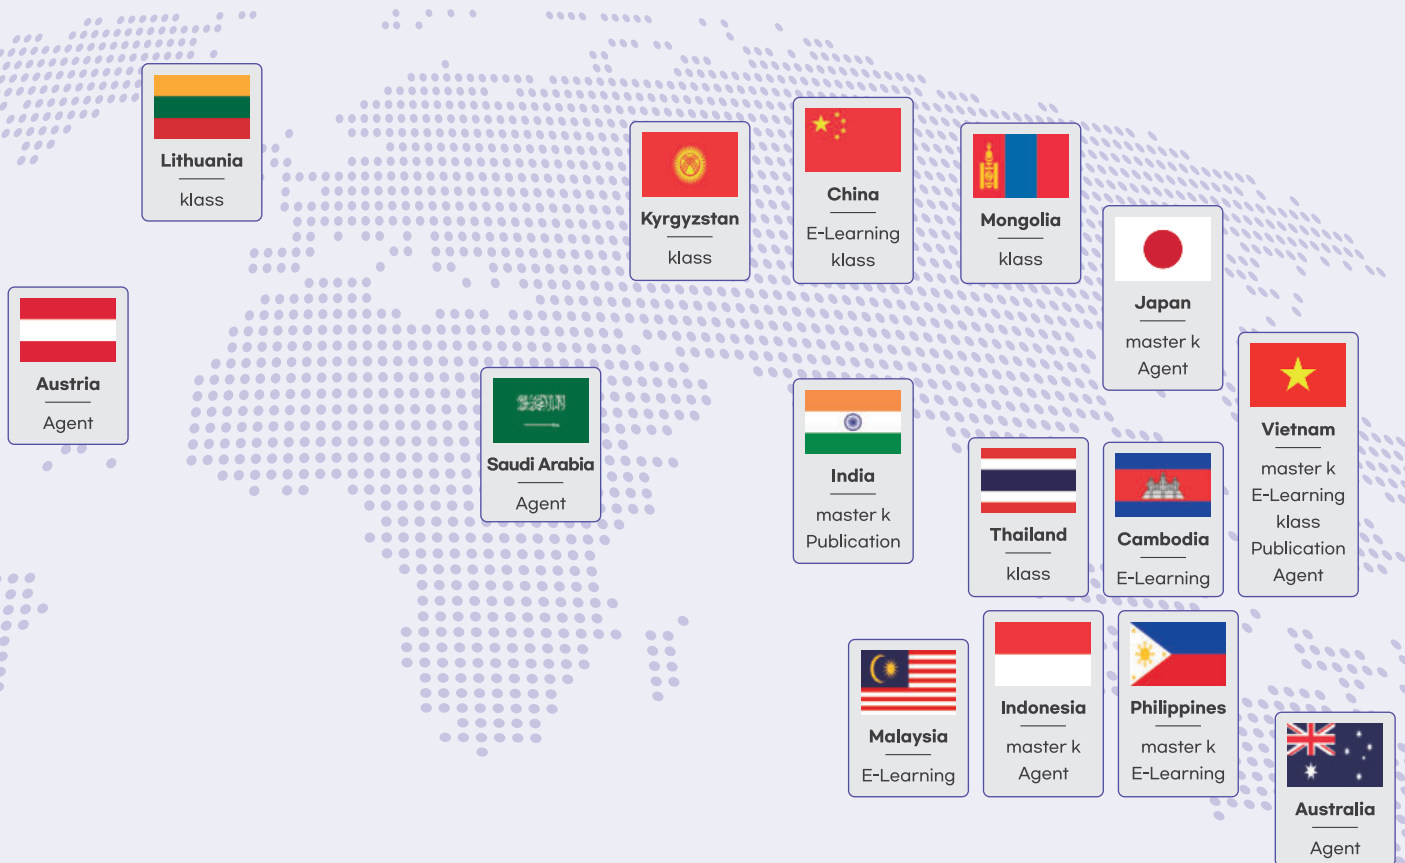 Lithuania
klass
Austria
Agent
Saudi Arabia
Agent
Kyrgyzstan
klass
China
E-Learning
klass
Mongolia
klass
Japan
master k
Agent
India
master k
Publication
Thailand
klass
Cambodia
E-Learning
Vietnam
master k
E-Learning
klass
Publication
Agent
Malaysia
E-Learning
Indonesia
master k
Agent
Philippines
master k
E-Learning
Australia
Agent